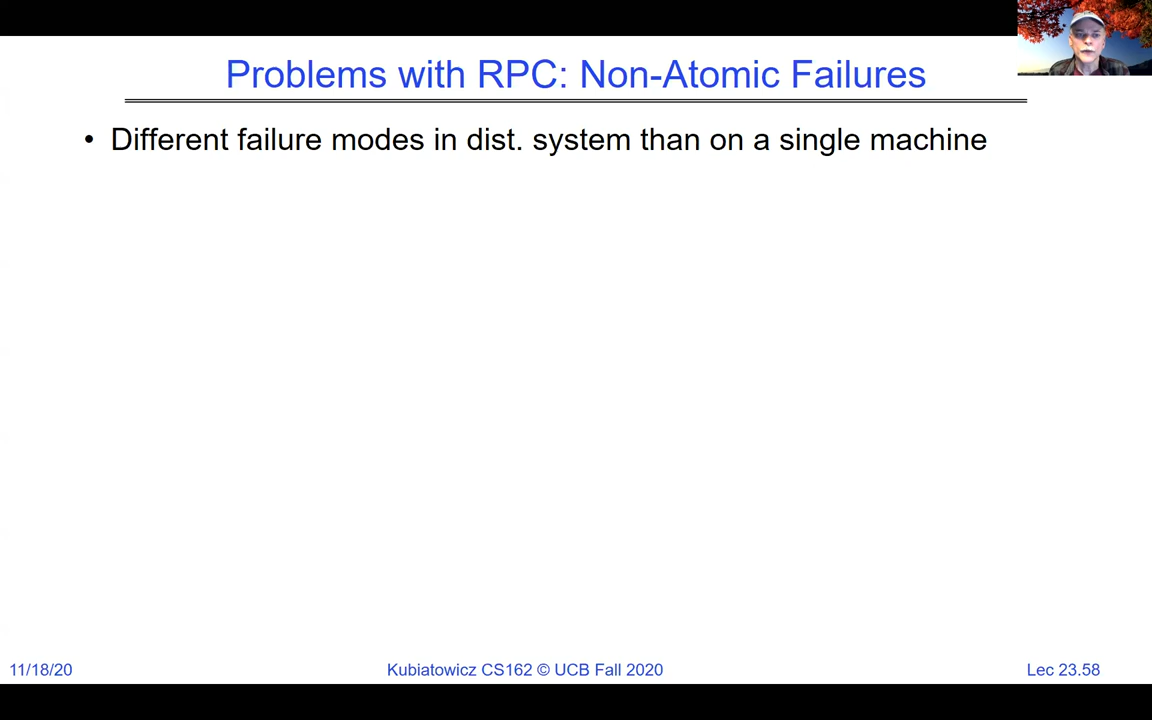 Problems with RPC: Non-Atomic Failures
• Different failure modes in dist. system than on a single machine
11/18/20
Kubiatowicz CS162 © UCB Fall 2020
Lec 23.58